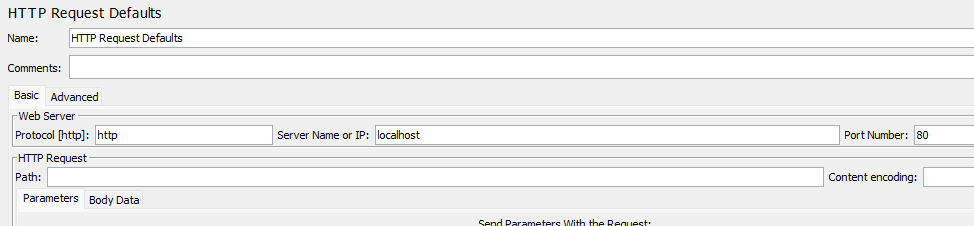 HTTP Request Defaults
Name: HTTP Request Defaults
Comments:
Basic Advanced
Web Server
Protocol [http]: http Server Name or IP: localhost Port Number: 80
HTTP Request
Path: Content encoding:
Parameters Body Data
Send Parameters With the Request: